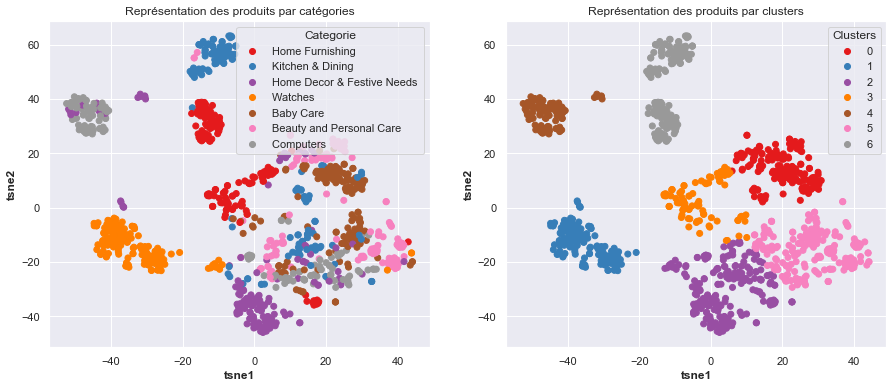 Représentation des produits par catégories
Categorie
Home Furnishing
Kitchen & Dining
Home Decor & Festive Needs
Watches
Baby Care
Beauty and Personal Care
Computers
60
40
20
0
−20
−40
tsne2
−40
−20
0
20
40
tsne1
Représentation des produits par clusters
Clusters
0
1
2
3
4
5
6
60
40
20
0
−20
−40
tsne2
−40
−20
0
20
40
tsne1